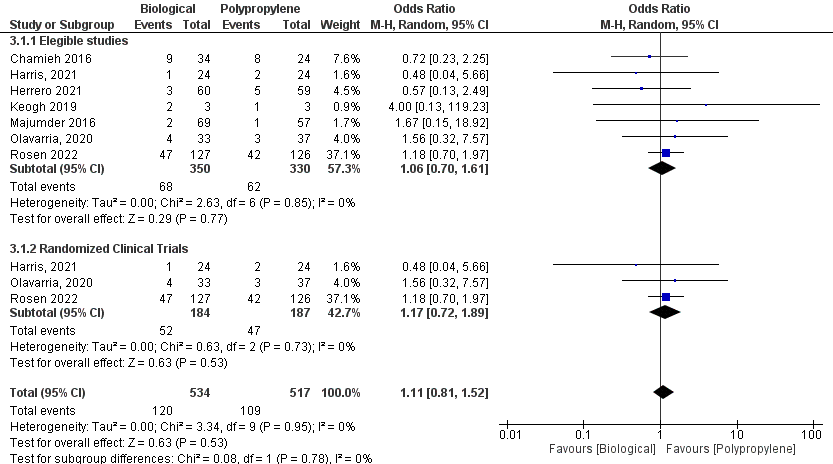 Biological Polypropylene Odds Ratio Odds Ratio
Study or Subgroup Events Total Events Total Weight M-H, Random, 95% CI M-H, Random, 95% CI
3.1.1 Elegible studies
Chamieh 2016 9 34 8 24 7.6% 0.72 [0.23, 2.25]
Harris, 2021 1 24 2 24 1.6% 0.48 [0.04, 5.66]
Herrero 2021 3 60 5 59 5.0% 0.57 [0.13, 2.49]
Keogh 2019 2 3 1 3 0.9% 4.00 [0.13, 119.23]
Majumder 2016 2 69 1 57 1.7% 1.67 [0.15, 18.92]
Olavarria, 2020 4 33 3 37 4.0% 1.56 [0.32, 7.57]
Rosen 2022 47 127 42 126 37.1% 1.18 [0.70, 1.97]
Subtotal (95% CI) 350 330 57.3% 1.06 [0.70, 1.61]
Total events 68 62
Heterogeneity: Tau² = 0.00; Chi² = 2.63, df = 6 (P = 0.85); I² = 0%
Test for overall effect: Z = 0.29 (P = 0.77)
3.1.2 Randomized Clinical Trials
Harris, 2021 1 24 2 24 1.6% 0.48 [0.04, 5.66]
Olavarria, 2020 4 33 3 37 4.0% 1.56 [0.32, 7.57]
Rosen 2022 47 127 42 126 37.1% 1.18 [0.70, 1.97]
Subtotal (95% CI) 184 187 42.7% 1.17 [0.72, 1.89]
Total events 52 47
Heterogeneity: Tau² = 0.00; Chi² = 0.63, df = 2 (P = 0.73); I² = 0%
Test for overall effect: Z = 0.63 (P = 0.53)
Total (95% CI) 534 517 100.0% 1.11 [0.81, 1.52]
Total events 120 109
Heterogeneity: Tau² = 0.00; Chi² = 3.34, df = 9 (P = 0.95); I² = 0%
Test for overall effect: Z = 0.63 (P = 0.53)
Test for subgroup differences: Chi² = 0.08, df = 1 (P = 0.78), I² = 0%
0.01 0.1 1 10 100
Favours [Biological] Favours [Polypropylene]